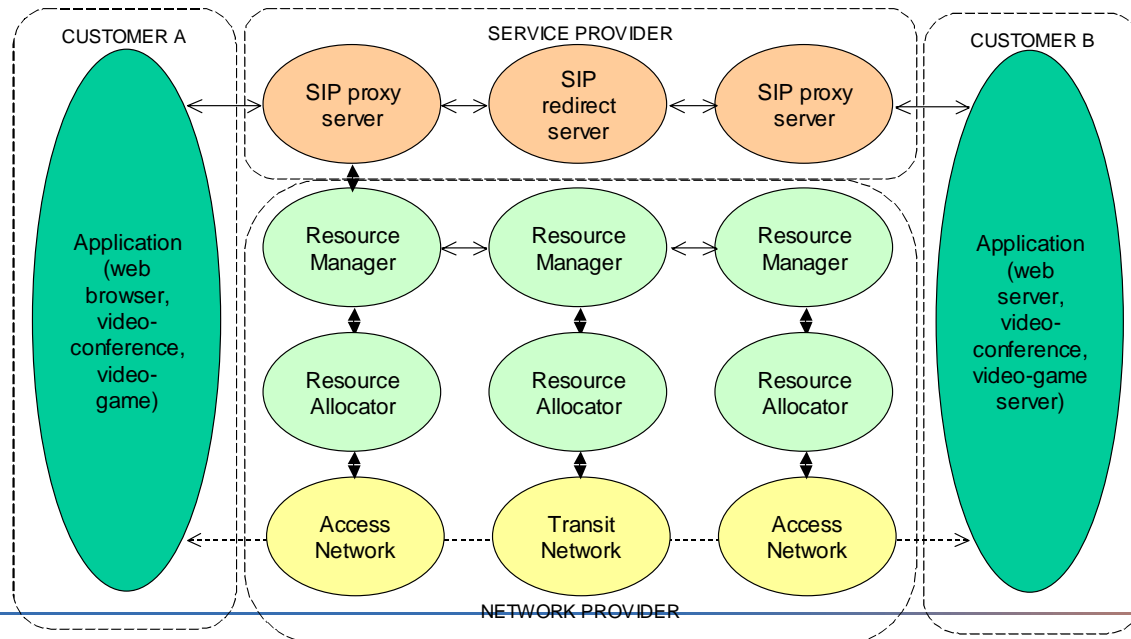 CUSTOMER A
SERVICE PROVIDER
CUSTOMER B
SIP proxy
server
SIP
redirect
server
SIP proxy
server
Application
(web
browser,
video-
conference,
video-
game)
Resource
Manager
Resource
Manager
Resource
Manager
Application
(web
server,
video-
conference,
video-game
server)
Resource
Allocator
Resource
Allocator
Resource
Allocator
Access
Network
Transit
Network
Access
Network
NETWORK PROVIDER